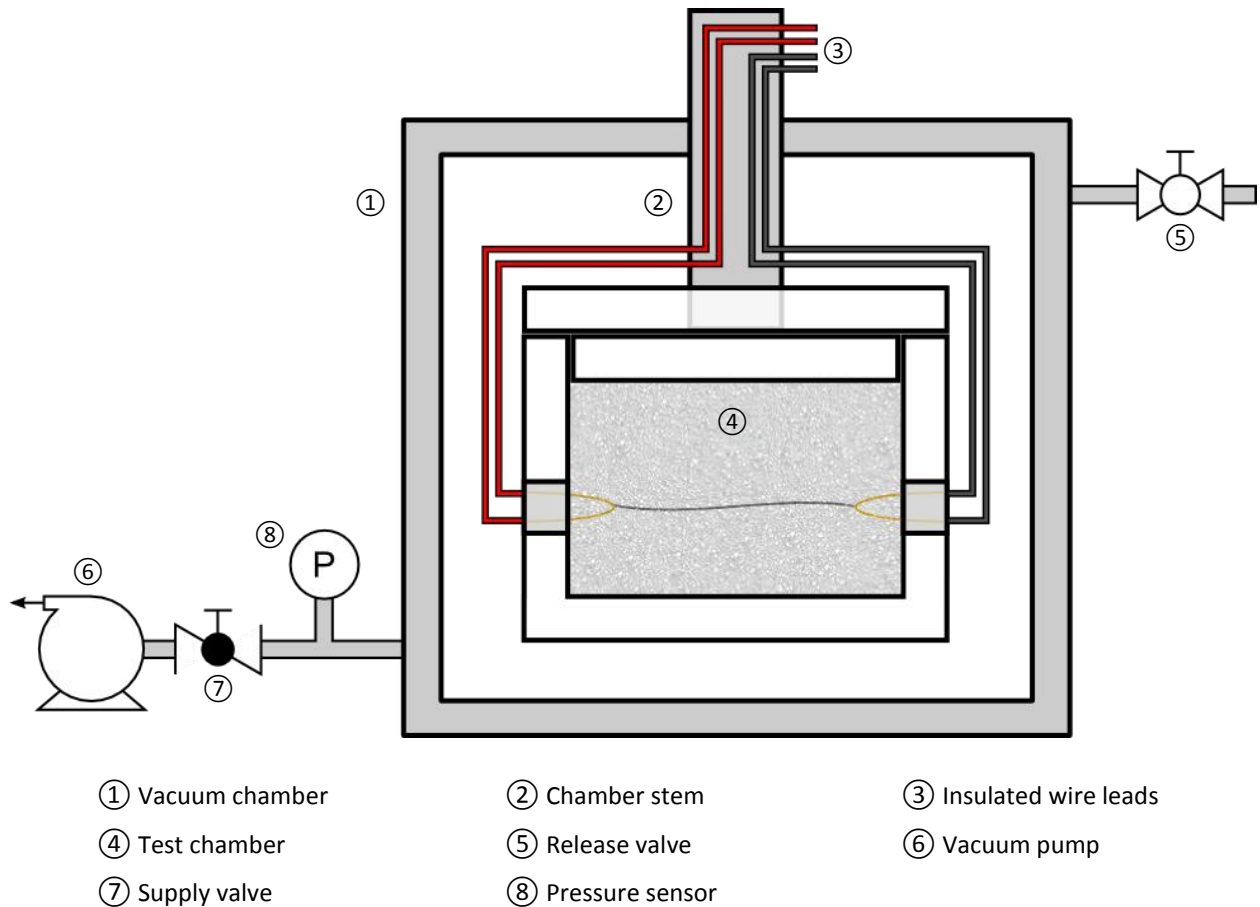 ③
①
②
⑤
④
⑧
P
⑥
⑦
① Vacuum chamber ② Chamber stem ③ Insulated wire leads
④ Test chamber ⑤ Release valve ⑥ Vacuum pump
⑦ Supply valve ⑧ Pressure sensor